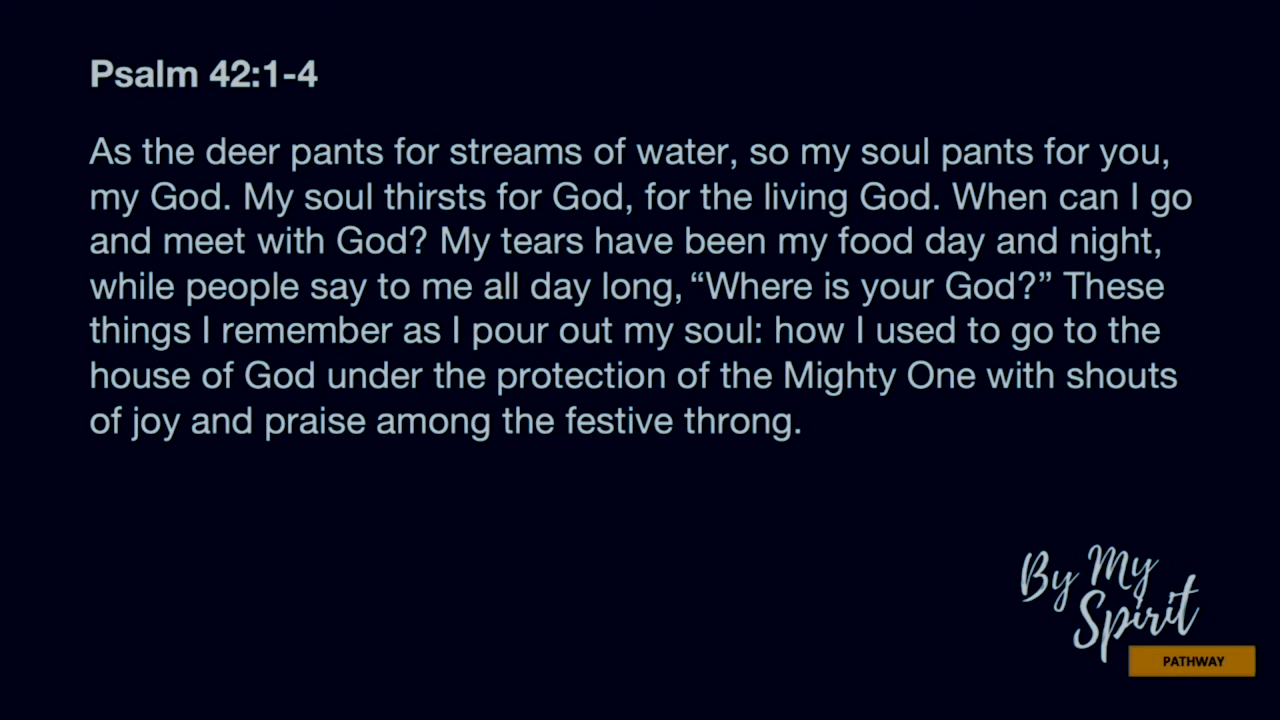 Psalm 42:1-4
As the deer pants for streams of water, so my soul pants for you,
my God. My soul thirsts for God, for the living God. When can I go
and meet with God? My tears have been my food day and night,
while people say to me all day long, “Where is your God?” These
things I remember as I pour out my soul: how I used to go to the
house of God under the protection of the Mighty One with shouts
of joy and praise among the festive throng.
By My
Spirit
PATHWAY